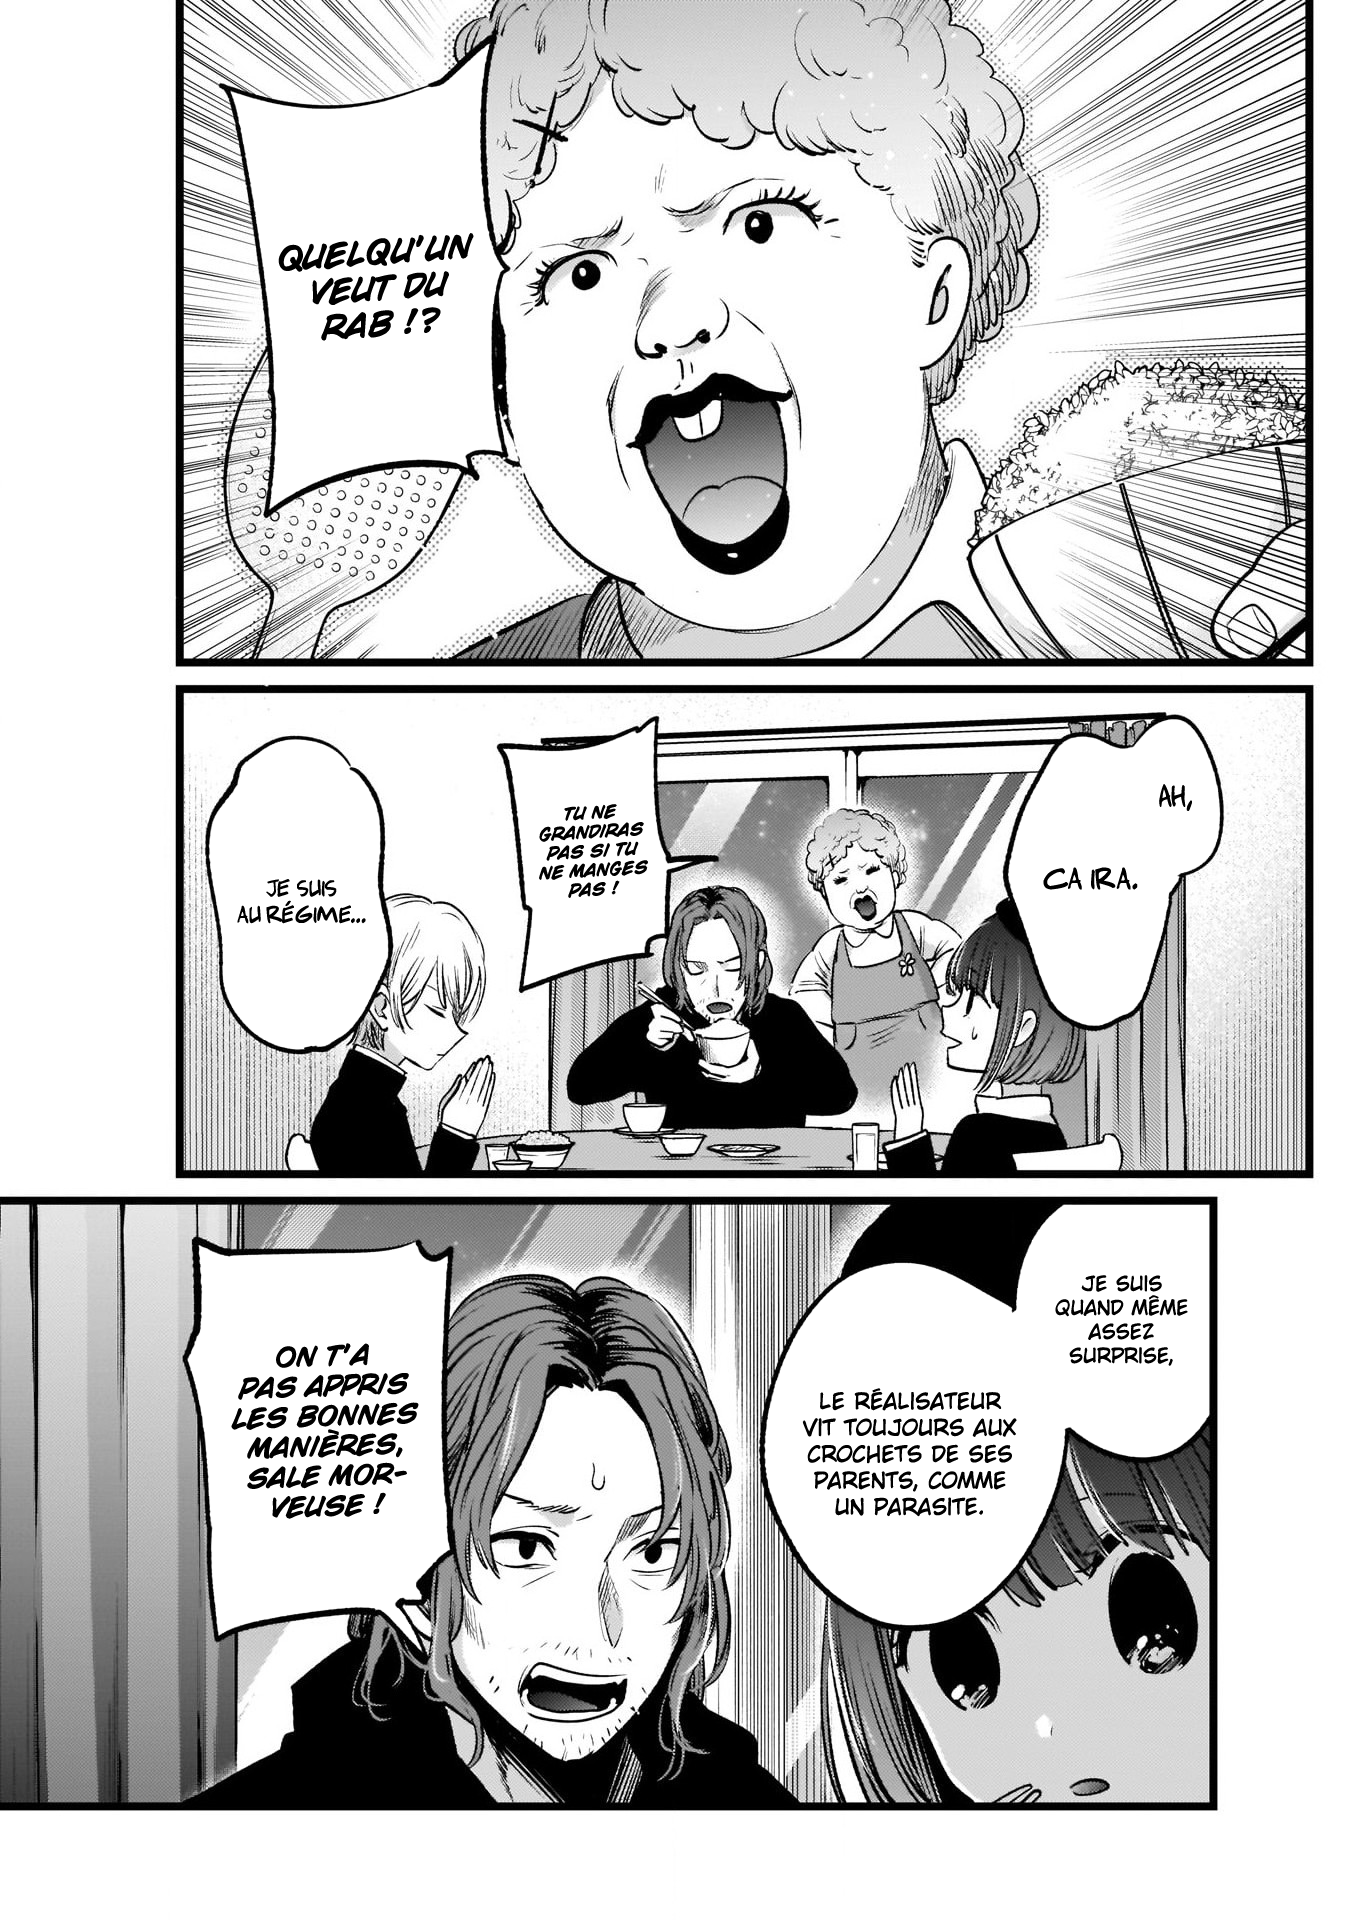 QUELQU'UN
VEUT DU
RAB !?
AH,
CA IRA.
TU NE
GRANDIRAS
PAS SI TU
NE MANGES
PAS !
JE SUIS
AU RÉGIME...
JE SUIS
QUAND MÊME
ASSEZ
SURPRISE,
LE RÉALISATEUR
VIT TOUJOURS AUX
CROCHETS DE SES
PARENTS, COMME
UN PARASITE.
ON T'A
PAS APPRIS
LES BONNES
MANIÈRES,
SALE MOR-
VEUSE !